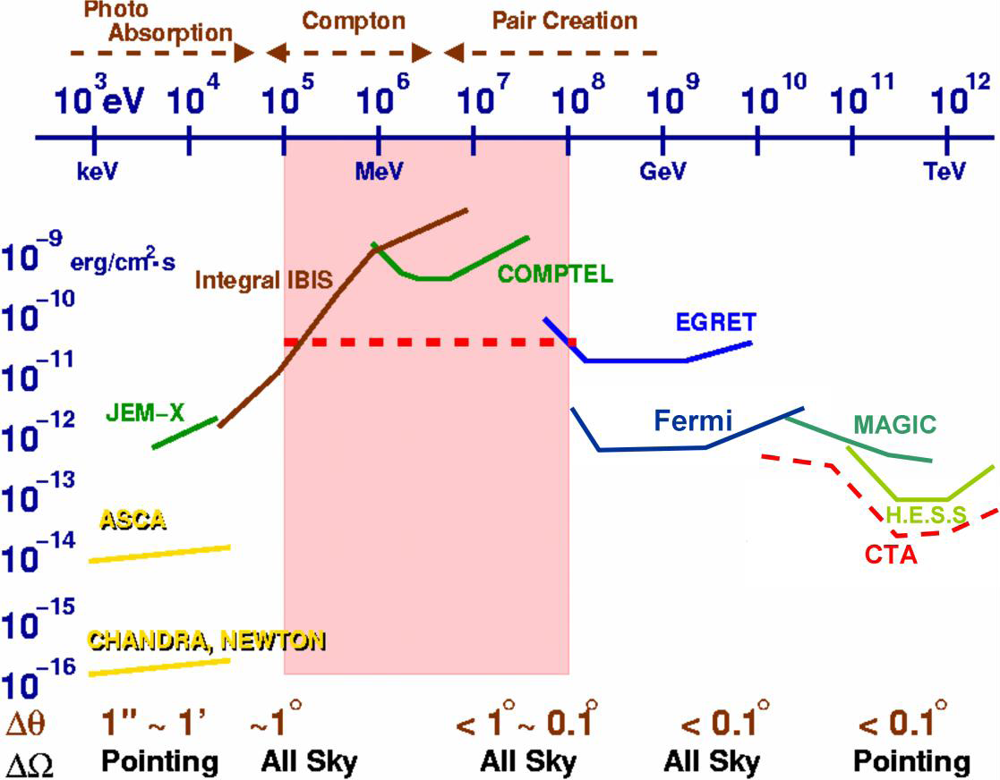 Photo
Absorption
Compton
Pair Creation
10³eV 10⁴ 10⁵ 10⁶ 10⁷ 10⁸ 10⁹ 10¹⁰ 10¹¹ 10¹²
keV MeV GeV TeV
10⁻⁹ erg/cm²·s
Integral IBIS
COMPTEL
10⁻¹⁰
EGRET
10⁻¹¹
JEM–X
Fermi
MAGIC
10⁻¹²
10⁻¹³
ASCA
H.E.S.S
10⁻¹⁴
CTA
10⁻¹⁵
CHANDRA, NEWTON
10⁻¹⁶
Δθ 1" ~ 1’ ~1° < 1° ~ 0.1° < 0.1° < 0.1°
ΔΩ Pointing All Sky All Sky All Sky Pointing